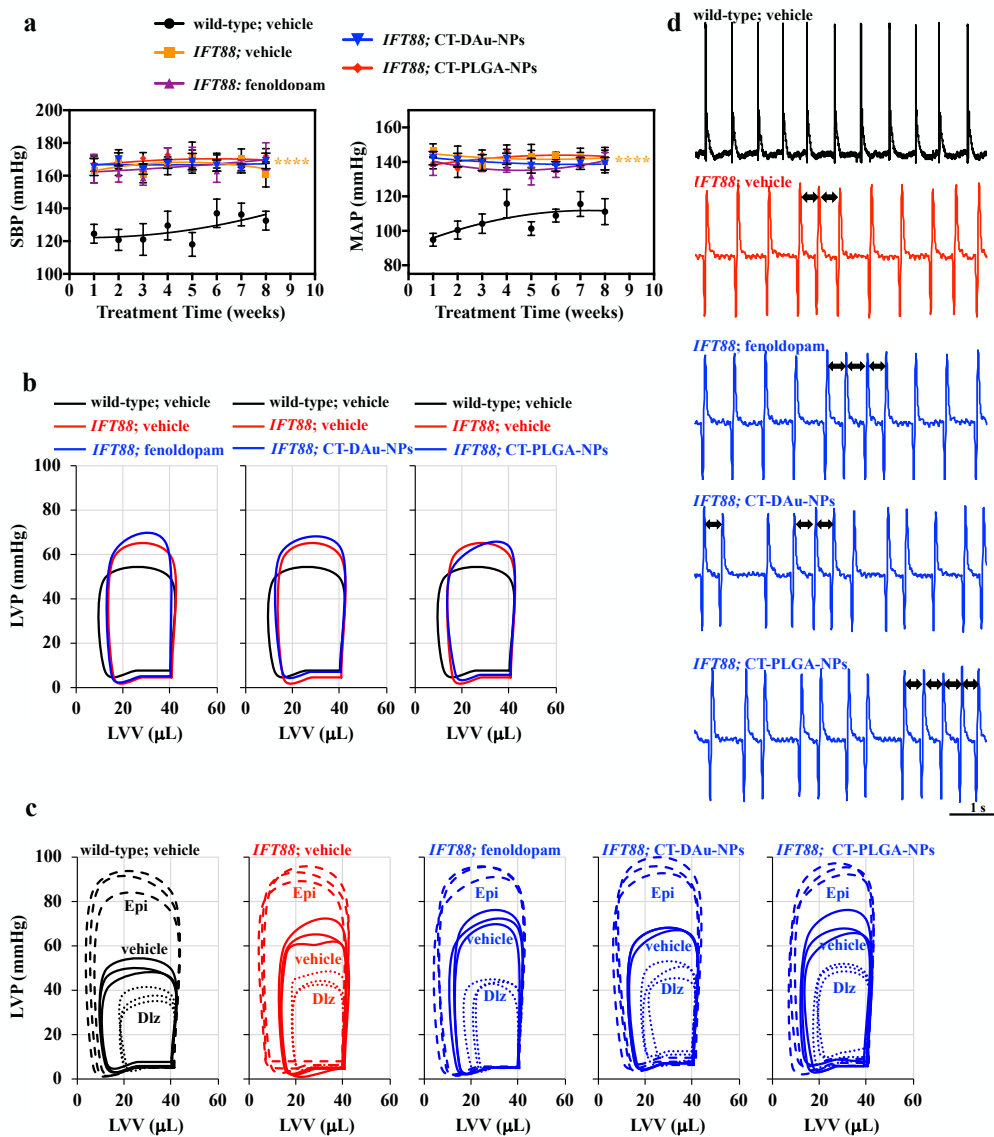 a
wild-type; vehicle
IFT88; vehicle
IFT88: fenoldopam
IFT88; CT-DAu-NPs
IFT88; CT-PLGA-NPs
200
180
160
140
120
100
SBP (mmHg)
****
0 1 2 3 4 5 6 7 8 9 10
Treatment Time (weeks)
160
140
120
100
80
MAP (mmHg)
****
0 1 2 3 4 5 6 7 8 9 10
Treatment Time (weeks)
b
wild-type; vehicle
IFT88; vehicle
IFT88; fenoldopam
wild-type; vehicle
IFT88; vehicle
IFT88; CT-DAu-NPs
wild-type; vehicle
IFT88; vehicle
IFT88; CT-PLGA-NPs
100
80
60
40
20
0
LVP (mmHg)
0 20 40 60
LVV (μL)
0 20 40 60
LVV (μL)
0 20 40 60
LVV (μL)
c
wild-type; vehicle
IFT88; vehicle
IFT88; fenoldopam
IFT88; CT-DAu-NPs
IFT88; CT-PLGA-NPs
100
80
60
40
20
0
LVP (mmHg)
Epi
vehicle
Dlz
0 20 40 60
LVV (μL)
Epi
vehicle
Dlz
0 20 40 60
LVV (μL)
Epi
vehicle
Dlz
0 20 40 60
LVV (μL)
Epi
vehicle
Dlz
0 20 40 60
LVV (μL)
Epi
vehicle
Dlz
0 20 40 60
LVV (μL)
d
wild-type; vehicle
IFT88; vehicle
IFT88; fenoldopam
IFT88; CT-DAu-NPs
IFT88; CT-PLGA-NPs
1 s